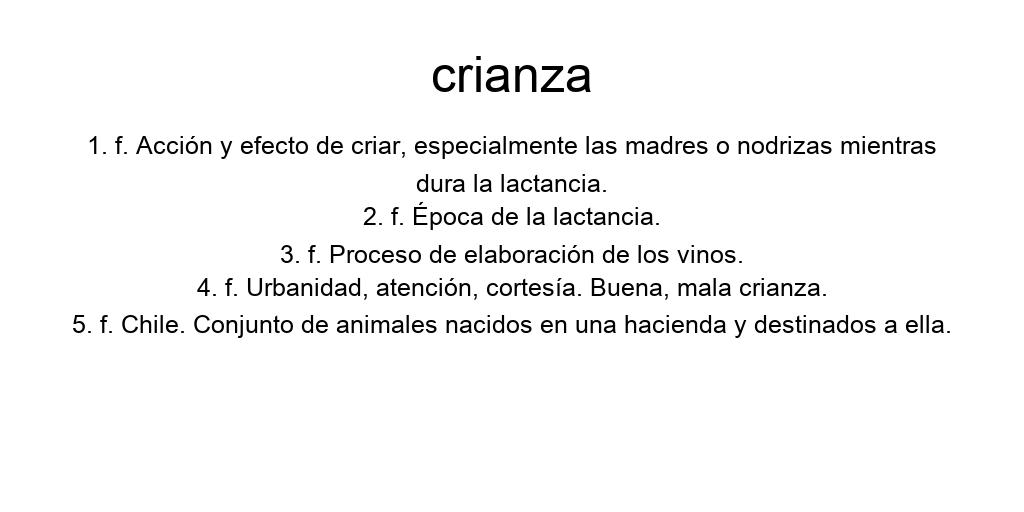 crianza
1. f. Acción y efecto de criar, especialmente las madres o nodrizas mientras
dura la lactancia.
2. f. Época de la lactancia.
3. f. Proceso de elaboración de los vinos.
4. f. Urbanidad, atención, cortesía. Buena, mala crianza.
5. f. Chile. Conjunto de animales nacidos en una hacienda y destinados a ella.